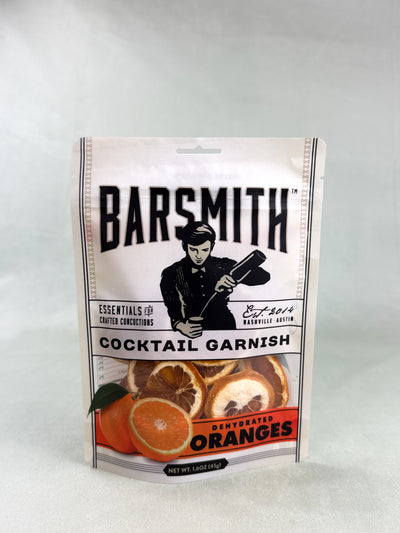 BARSMITH™
ESSENTIALS FOR
CRAFTED CONCOCTIONS
Est. 2014
NASHVILLE·AUSTIN
COCKTAIL GARNISH
DEHYDRATED
ORANGES
NET WT. 1.6OZ (45g)